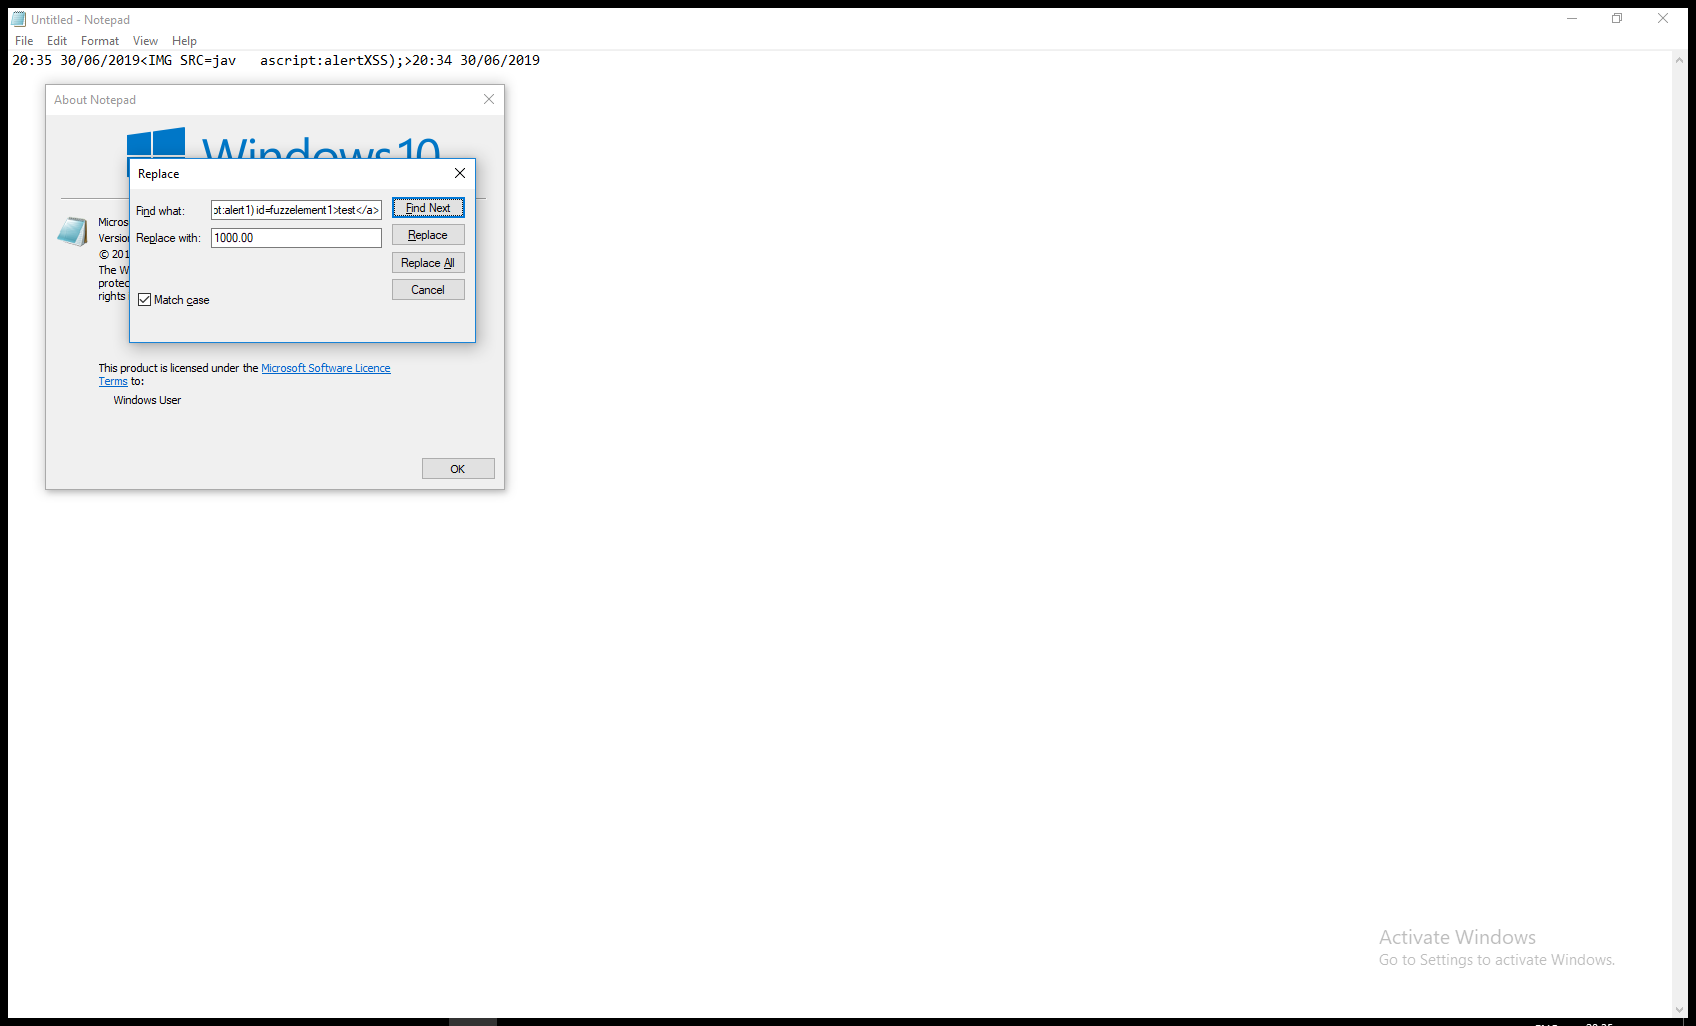 Untitled - Notepad
File Edit Format View Help
20:35 30/06/2019<IMG SRC=jav   ascript:alertXSS);>20:34 30/06/2019
About Notepad
Windows 10
Replace
Find what: ot:alert1) id=fuzzelement1>test</a> Find Next
Replace with: 1000.00 Replace
Replace All
Cancel
Match case
Micros
Versio
© 201
The W
protec
rights
This product is licensed under the Microsoft Software Licence
Terms to:
Windows User
OK
Activate Windows
Go to Settings to activate Windows.